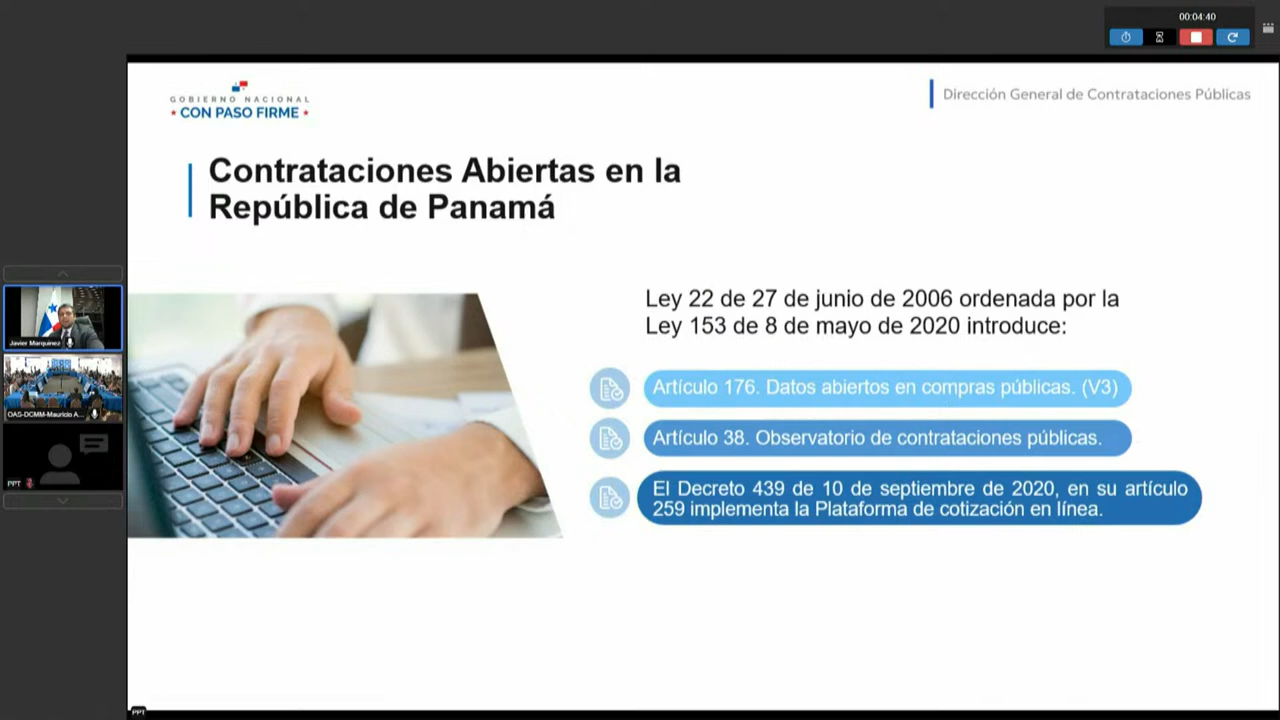 00:04:40
GOBIERNO NACIONAL
★ CON PASO FIRME ★
Dirección General de Contrataciones Públicas
Contrataciones Abiertas en la
República de Panamá
Ley 22 de 27 de junio de 2006 ordenada por la
Ley 153 de 8 de mayo de 2020 introduce:
Artículo 176. Datos abiertos en compras públicas. (V3)
Artículo 38. Observatorio de contrataciones públicas.
El Decreto 439 de 10 de septiembre de 2020, en su artículo
259 implementa la Plataforma de cotización en línea.
Javier Marquinez
OAS-DCMM-Mauricio A...
PPT
PPT